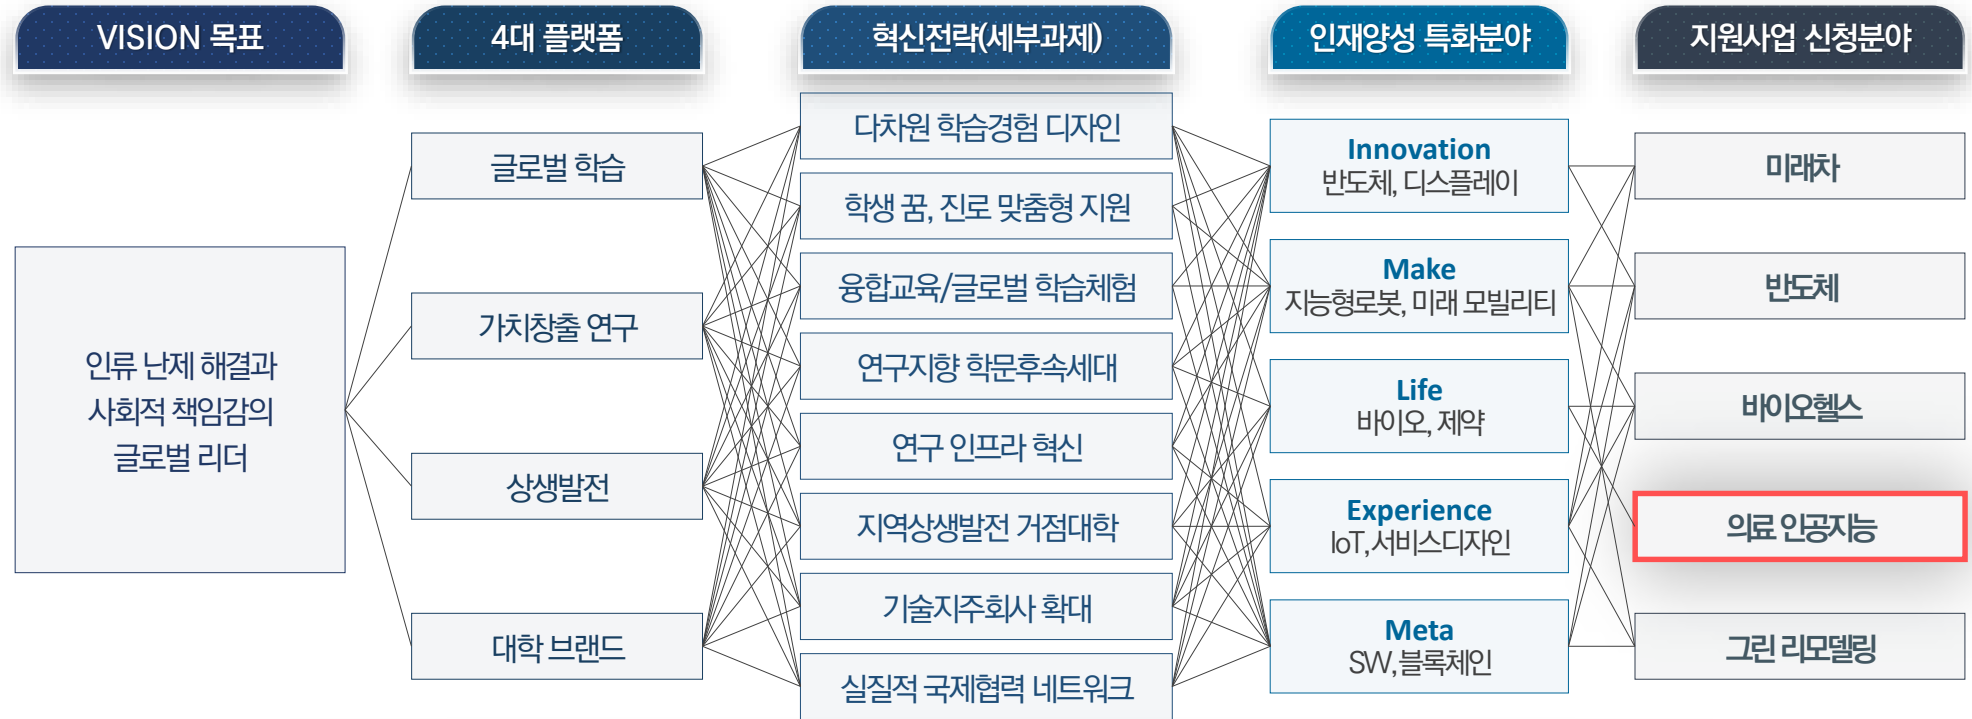 VISION 목표
4대 플랫폼
혁신전략(세부과제)
인재양성 특화분야
지원사업 신청분야
인류 난제 해결과
사회적 책임감의
글로벌 리더
글로벌 학습
가치창출 연구
상생발전
대학 브랜드
다차원 학습경험 디자인
학생 꿈, 진로 맞춤형 지원
융합교육/글로벌 학습체험
연구지향 학문후속세대
연구 인프라 혁신
지역상생발전 거점대학
기술지주회사 확대
실질적 국제협력 네트워크
Innovation
반도체, 디스플레이
Make
지능형로봇, 미래 모빌리티
Life
바이오, 제약
Experience
IoT, 서비스디자인
Meta
SW, 블록체인
미래차
반도체
바이오헬스
의료 인공지능
그린 리모델링